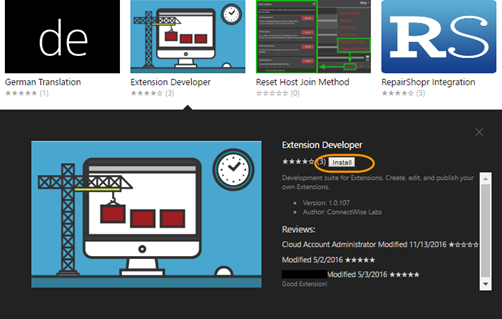 de
RS
German Translation
★★★★★ (1)
Extension Developer
★★★★☆ (3)
Reset Host Join Method
☆☆☆☆☆ (0)
RepairShopr Integration
★★★★☆ (5)
Extension Developer
★★★★☆ (3) Install
Development suite for Extensions. Create, edit, and publish your
own Extensions.
Version: 1.0.107
Author: ConnectWise Labs
Reviews:
Cloud Account Administrator Modified 11/13/2016 ★☆☆☆☆
Modified 5/2/2016 ★★★★★
Modified 5/3/2016 ★★★★★
Good Extension!